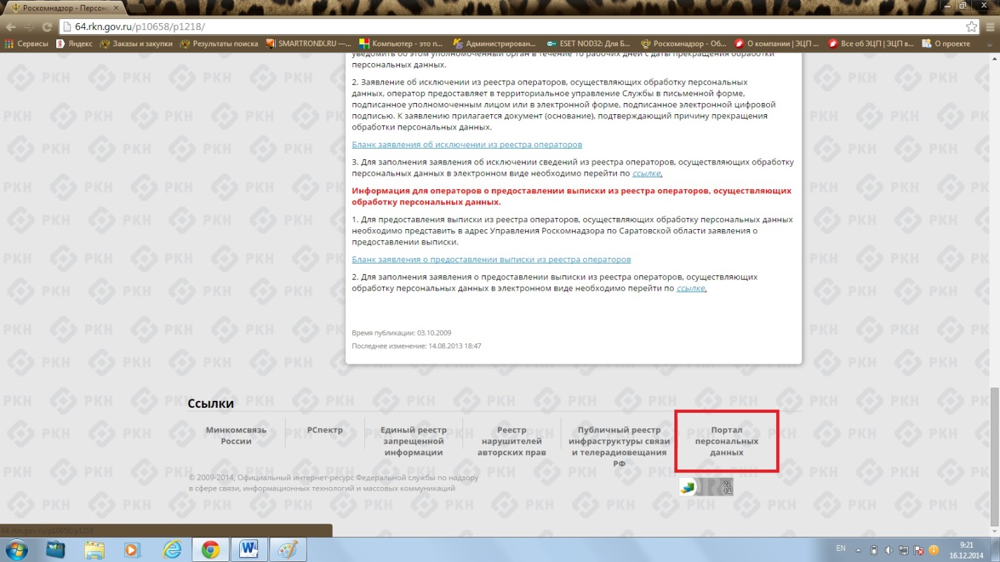 Роскомнадзор - Персона
64.rkn.gov.ru/p10658/p1218/
Сервисы Яндекс Заказы и закупки Результаты поиска SMARTRONIX.RU —... Компьютер - это п... Администрирован... ESET NOD32: Для Б... Роскомнадзор - Об... О компании | ЭЦП ... Все об ЭЦП | ЭЦП в... О проекте »
уведомить об этом уполномоченный орган в течение 10 рабочих дней с даты прекращения обработки
персональных данных.
2. Заявление об исключении из реестра операторов, осуществляющих обработку персональных
данных, оператор предоставляет в территориальное управление Службы в письменной форме,
подписанное уполномоченным лицом или в электронной форме, подписанное электронной цифровой
подписью. К заявлению прилагается документ (основание), подтверждающий причину прекращения
обработки персональных данных.
Бланк заявления об исключении из реестра операторов
3. Для заполнения заявления об исключении сведений из реестра операторов, осуществляющих обработку
персональных данных в электронном виде необходимо перейти по ссылке.
Информация для операторов о предоставлении выписки из реестра операторов, осуществляющих
обработку персональных данных.
1. Для предоставления выписки из реестра операторов, осуществляющих обработку персональных данных
необходимо представить в адрес Управления Роскомнадзора по Саратовской области заявления о
предоставлении выписки.
Бланк заявления о предоставлении выписки из реестра операторов
2. Для заполнения заявления о предоставлении выписки из реестра операторов, осуществляющих
обработку персональных данных в электронном виде необходимо перейти по ссылке.
Время публикации: 03.10.2009
Последнее изменение: 14.08.2013 18:47
Ссылки
Минкомсвязь
России
РСпектр
Единый реестр
запрещенной
информации
Реестр
нарушителей
авторских прав
Публичный реестр
инфраструктуры связи
и телерадиовещания
РФ
Портал
персональных
данных
© 2009-2014, Официальный интернет-ресурс Федеральной службы по надзору
в сфере связи, информационных технологий и массовых коммуникаций
22
14
64.rkn.gov.ru/p10658/p1218
EN
9:21
16.12.2014